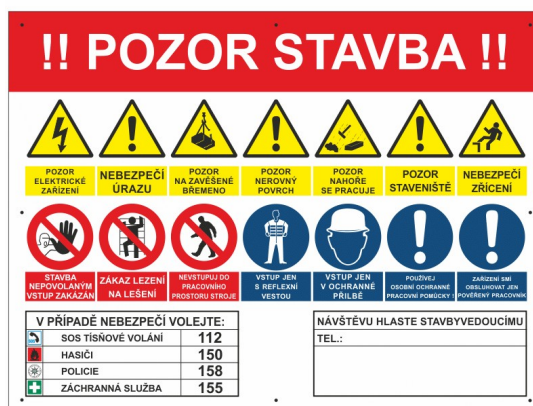 !! POZOR STAVBA !!
POZOR
ELEKTRICKÉ
ZAŘÍZENÍ
NEBEZPEČÍ
ÚRAZU
POZOR
NA ZAVĚŠENÉ
BŘEMENO
POZOR
NEROVNÝ
POVRCH
POZOR
NAHOŘE
SE PRACUJE
POZOR
STAVENIŠTĚ
NEBEZPEČÍ
ZŘÍCENÍ
STAVBA
NEPOVOLANÝM
VSTUP ZAKÁZÁN
ZÁKAZ LEZENÍ
NA LEŠENÍ
NEVSTUPUJ DO
PRACOVNÍHO
PROSTORU STROJE
VSTUP JEN
S REFLEXNÍ
VESTOU
VSTUP JEN
V OCHRANNÉ
PŘILBĚ
POUŽÍVEJ
OSOBNÍ OCHRANNÉ
PRACOVNÍ POMŮCKY !
ZAŘÍZENÍ SMÍ
OBSLUHOVAT JEN
POVĚŘENÝ PRACOVNÍK
V PŘÍPADĚ NEBEZPEČÍ VOLEJTE:
SOS TÍSŇOVÉ VOLÁNÍ 112
HASIČI 150
POLICIE 158
ZÁCHRANNÁ SLUŽBA 155
NÁVŠTĚVU HLASTE STAVBYVEDOUCÍMU
TEL.: